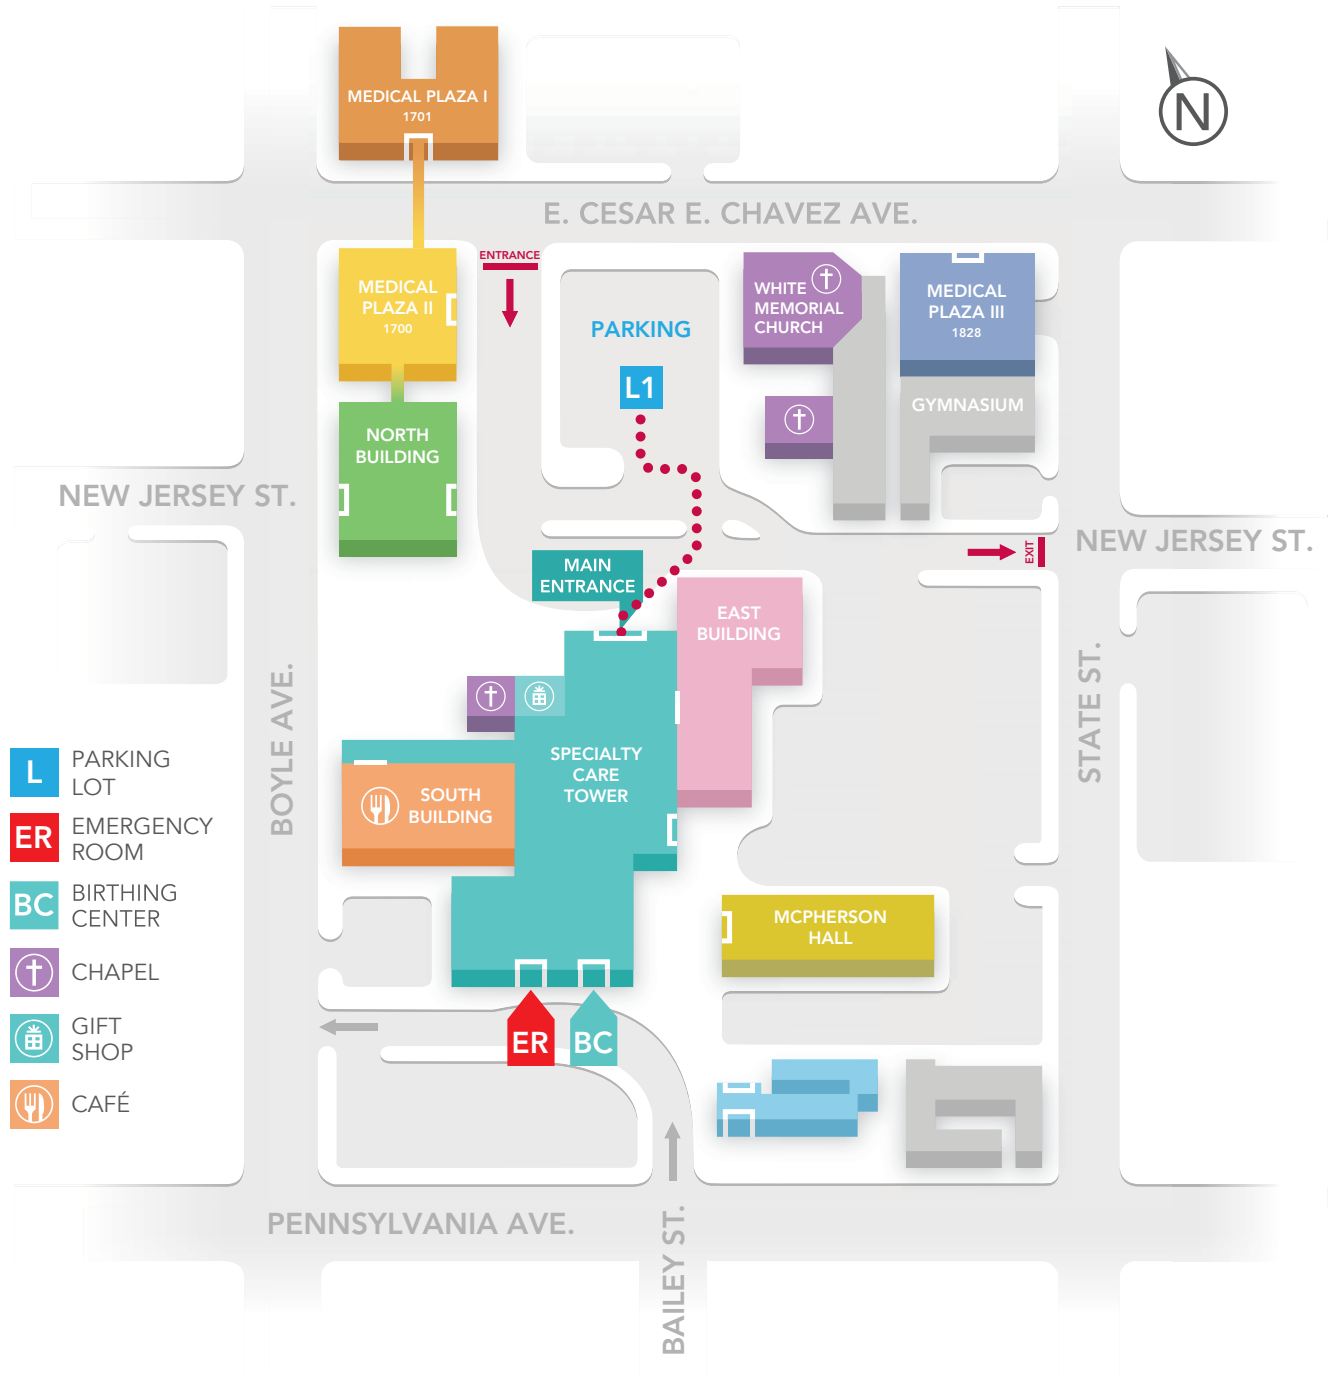 MEDICAL PLAZA I
1701
N
E. CESAR E. CHAVEZ AVE.
ENTRANCE
MEDICAL
PLAZA II
1700
PARKING
L1
WHITE
MEMORIAL
CHURCH
MEDICAL
PLAZA III
1828
GYMNASIUM
NORTH
BUILDING
NEW JERSEY ST.
NEW JERSEY ST.
EXIT
MAIN
ENTRANCE
EAST
BUILDING
BOYLE AVE.
STATE ST.
SPECIALTY
CARE
TOWER
SOUTH
BUILDING
MCPHERSON
HALL
ER
BC
PENNSYLVANIA AVE.
BAILEY ST.
L
PARKING
LOT
ER
EMERGENCY
ROOM
BC
BIRTHING
CENTER
CHAPEL
GIFT
SHOP
CAFÉ